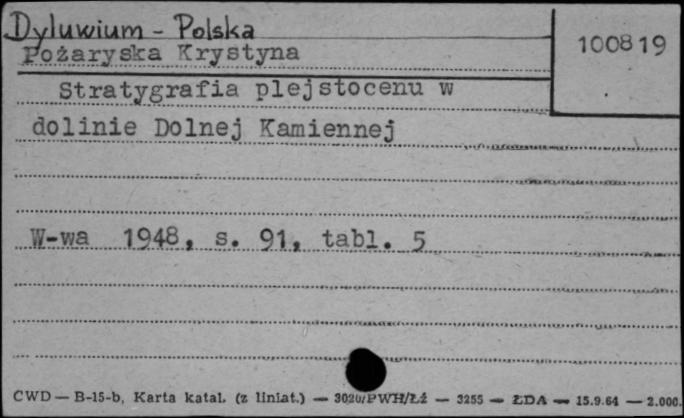 Dyluwium - Polska
100819
Pożaryska Krystyna
Stratygrafia plejstocenu w
dolinie Dolnej Kamiennej
W-wa 1948, s. 91, tabl. 5
CWD — B-15-b, Karta katal. (z liniat.) — 3020/PWH/Łż — 3255 — ŁDA — 15.9.64 — 2.000.